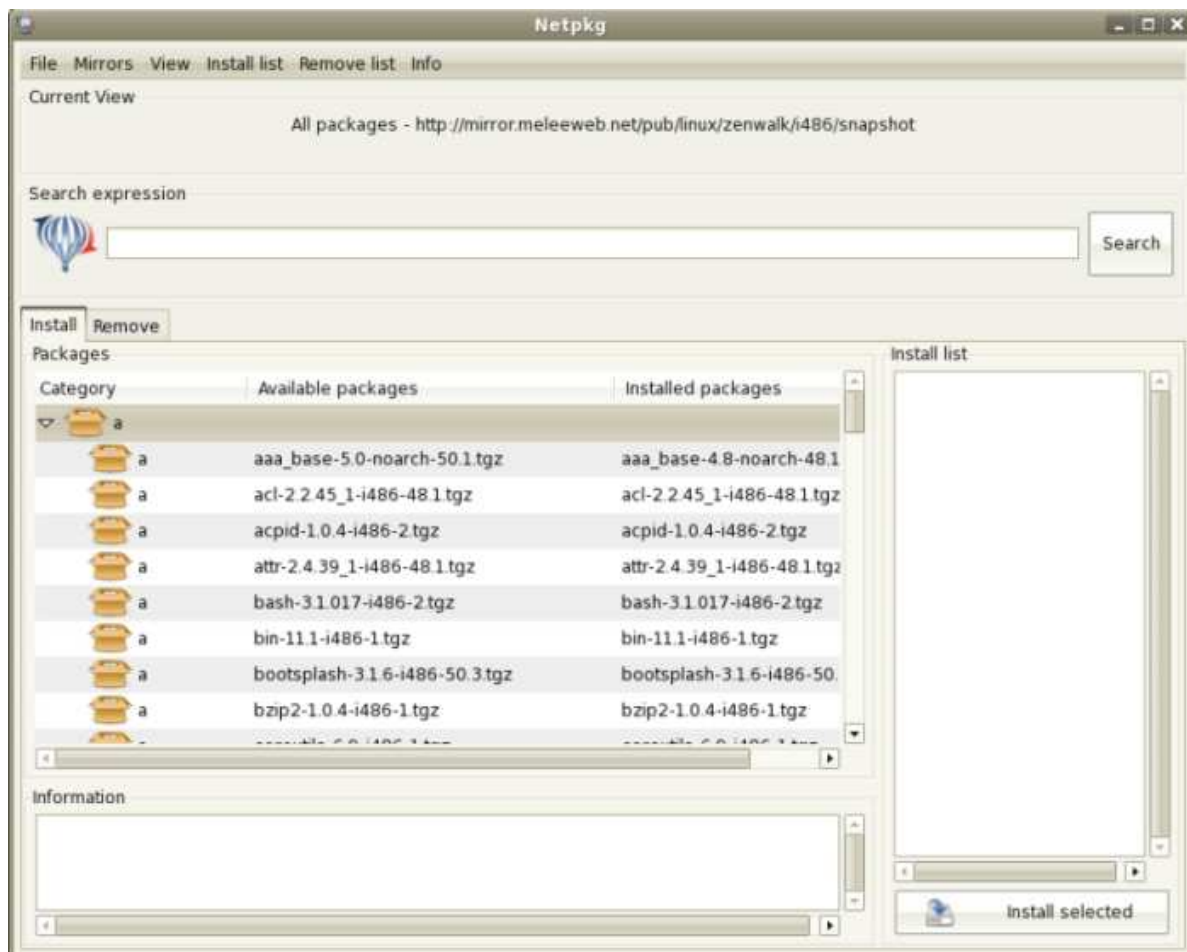 Netpkg
File Mirrors View Install list Remove list Info
Current View
All packages - http://mirror.meleeweb.net/pub/linux/zenwalk/i486/snapshot
Search expression
Search
Install Remove
Packages
Install list
Category Available packages Installed packages
a
a aaa_base-5.0-noarch-50.1.tgz aaa_base-4.8-noarch-48.1
a acl-2.2.45_1-i486-48.1.tgz acl-2.2.45_1-i486-48.1.tgz
a acpid-1.0.4-i486-2.tgz acpid-1.0.4-i486-2.tgz
a attr-2.4.39_1-i486-48.1.tgz attr-2.4.39_1-i486-48.1.tgz
a bash-3.1.017-i486-2.tgz bash-3.1.017-i486-2.tgz
a bin-11.1-i486-1.tgz bin-11.1-i486-1.tgz
a bootsplash-3.1.6-i486-50.3.tgz bootsplash-3.1.6-i486-50.
a bzip2-1.0.4-i486-1.tgz bzip2-1.0.4-i486-1.tgz
Information
Install selected